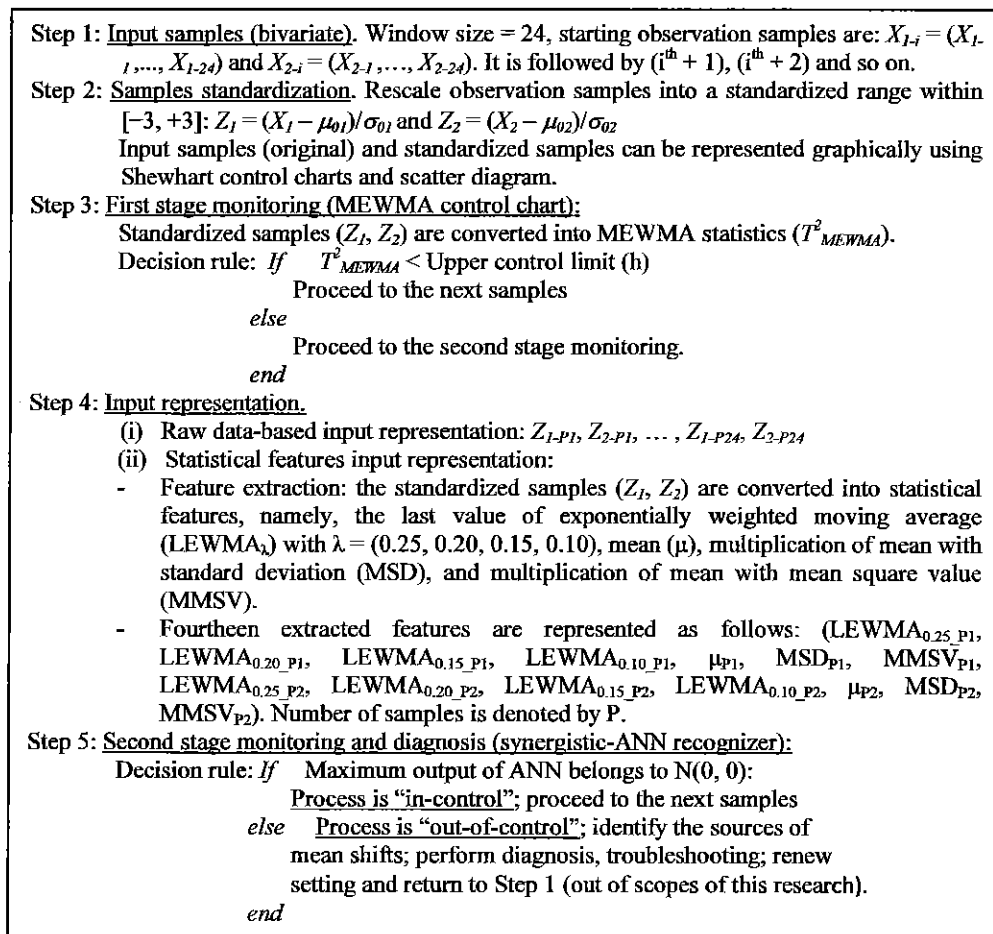 Step 1: Input samples (bivariate). Window size = 24, starting observation samples are: X1-i = (X1-
1,..., X1-24) and X2-i = (X2-1,..., X2-24). It is followed by (ith + 1), (ith + 2) and so on.
Step 2: Samples standardization. Rescale observation samples into a standardized range within
[−3, +3]: Z1 = (X1 − μ01)/σ01 and Z2 = (X2 − μ02)/σ02
Input samples (original) and standardized samples can be represented graphically using
Shewhart control charts and scatter diagram.
Step 3: First stage monitoring (MEWMA control chart):
Standardized samples (Z1, Z2) are converted into MEWMA statistics (T²MEWMA).
Decision rule: If T²MEWMA < Upper control limit (h)
Proceed to the next samples
else
Proceed to the second stage monitoring.
end
Step 4: Input representation.
(i) Raw data-based input representation: Z1-P1, Z2-P1, ... , Z1-P24, Z2-P24
(ii) Statistical features input representation:
- Feature extraction: the standardized samples (Z1, Z2) are converted into statistical
features, namely, the last value of exponentially weighted moving average
(LEWMAλ) with λ = (0.25, 0.20, 0.15, 0.10), mean (μ), multiplication of mean with
standard deviation (MSD), and multiplication of mean with mean square value
(MMSV).
- Fourtheen extracted features are represented as follows: (LEWMA0.25_P1,
LEWMA0.20_P1, LEWMA0.15_P1, LEWMA0.10_P1, μP1, MSDP1, MMSVP1,
LEWMA0.25_P2, LEWMA0.20_P2, LEWMA0.15_P2, LEWMA0.10_P2, μP2, MSDP2,
MMSVP2). Number of samples is denoted by P.
Step 5: Second stage monitoring and diagnosis (synergistic-ANN recognizer):
Decision rule: If Maximum output of ANN belongs to N(0, 0):
Process is "in-control"; proceed to the next samples
else Process is "out-of-control"; identify the sources of
mean shifts; perform diagnosis, troubleshooting; renew
setting and return to Step 1 (out of scopes of this research).
end